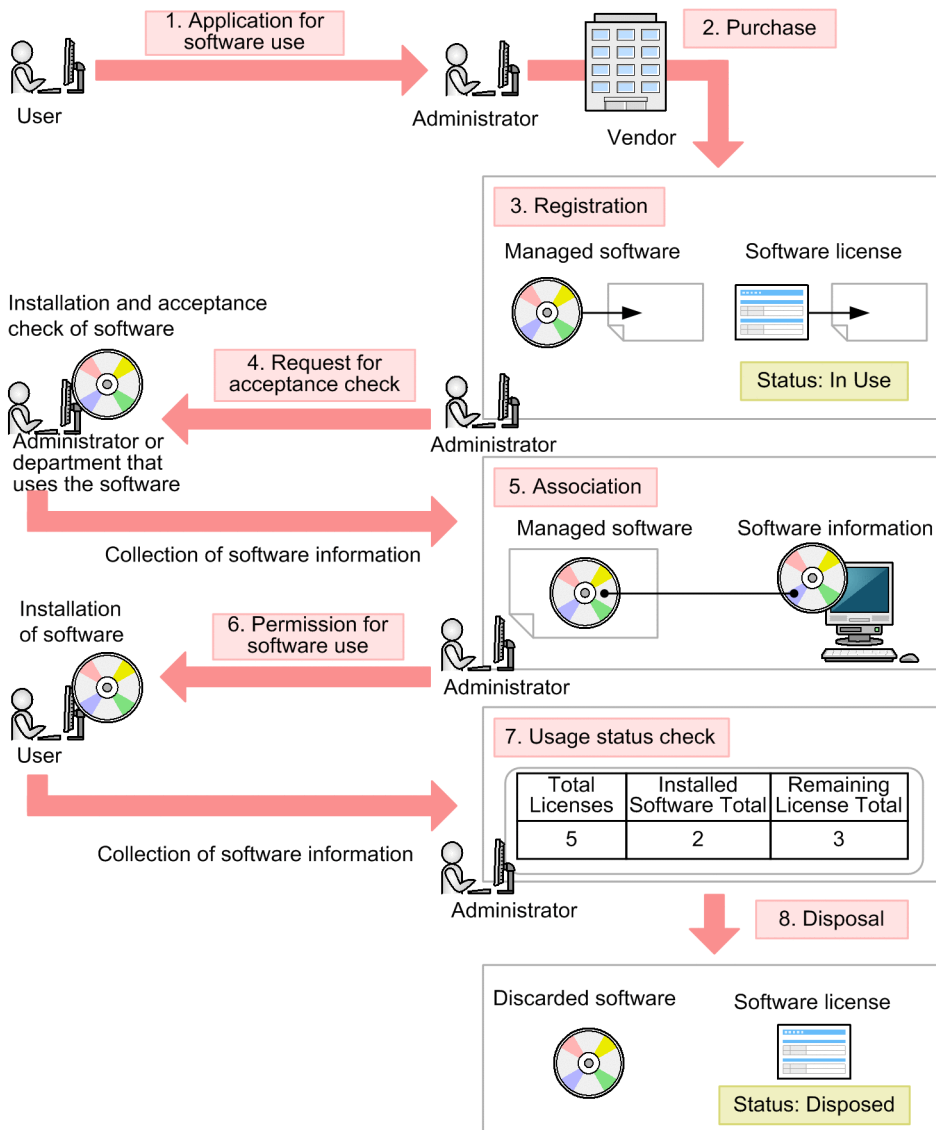 1. Application for
software use
2. Purchase
User
Administrator
Vendor
3. Registration
Managed software
Software license
Installation and acceptance
check of software
4. Request for
acceptance check
Status: In Use
Administrator
Administrator or
department that
uses the software
5. Association
Managed software
Software information
Collection of software information
Installation
of software
6. Permission for
software use
Administrator
User
7. Usage status check
Total
Licenses
Installed
Software Total
Remaining
License Total
5
2
3
Collection of software information
Administrator
8. Disposal
Discarded software
Software license
Status: Disposed